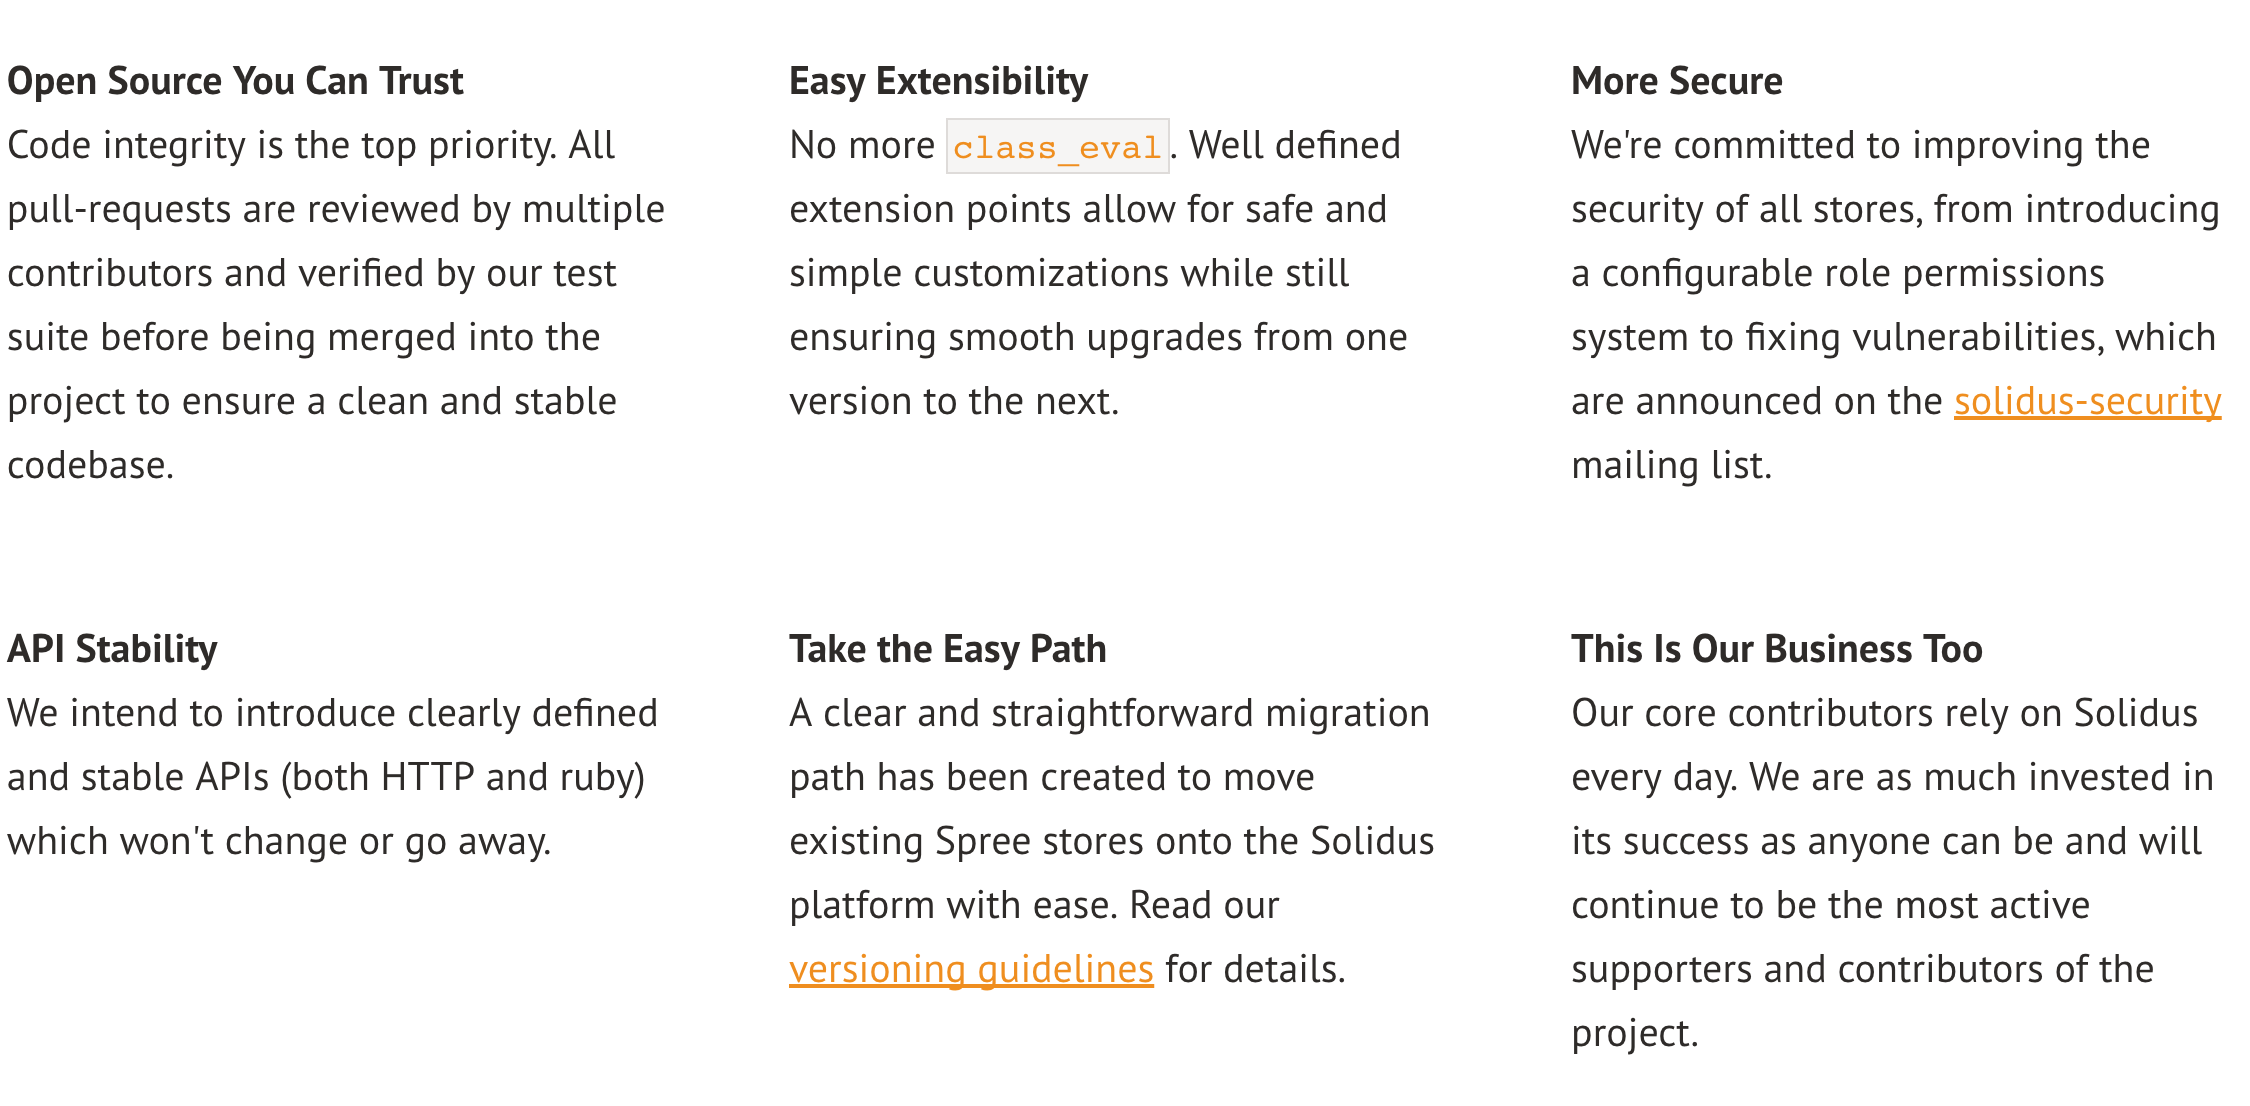 Open Source You Can Trust
Code integrity is the top priority. All
pull-requests are reviewed by multiple
contributors and verified by our test
suite before being merged into the
project to ensure a clean and stable
codebase.
Easy Extensibility
No more class_eval. Well defined
extension points allow for safe and
simple customizations while still
ensuring smooth upgrades from one
version to the next.
More Secure
We're committed to improving the
security of all stores, from introducing
a configurable role permissions
system to fixing vulnerabilities, which
are announced on the solidus-security
mailing list.
API Stability
We intend to introduce clearly defined
and stable APIs (both HTTP and ruby)
which won't change or go away.
Take the Easy Path
A clear and straightforward migration
path has been created to move
existing Spree stores onto the Solidus
platform with ease. Read our
versioning guidelines for details.
This Is Our Business Too
Our core contributors rely on Solidus
every day. We are as much invested in
its success as anyone can be and will
continue to be the most active
supporters and contributors of the
project.